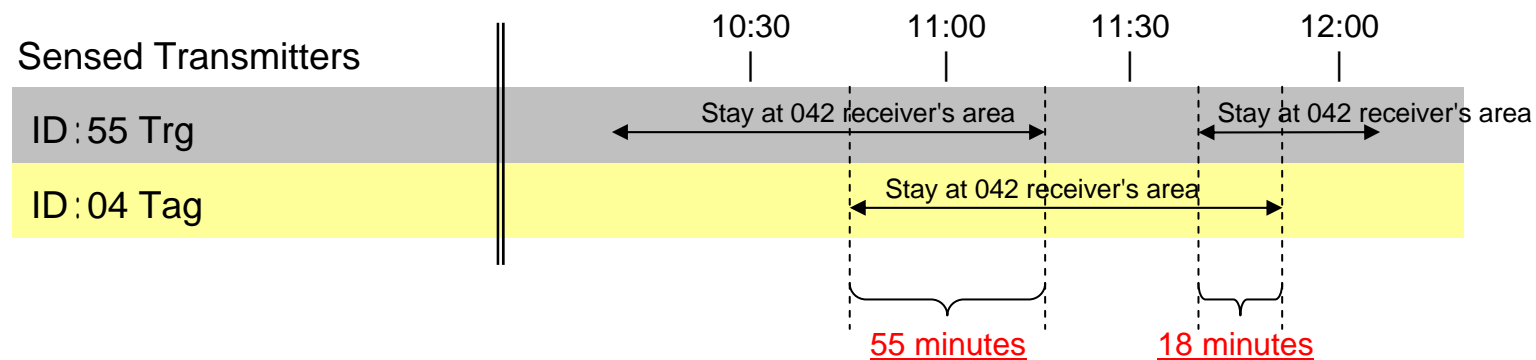 10:30 11:00 11:30 12:00
Sensed Transmitters
Stay at 042 receiver's area Stay at 042 receiver's area
ID:55 Trg
Stay at 042 receiver's area
ID:04 Tag
55 minutes 18 minutes